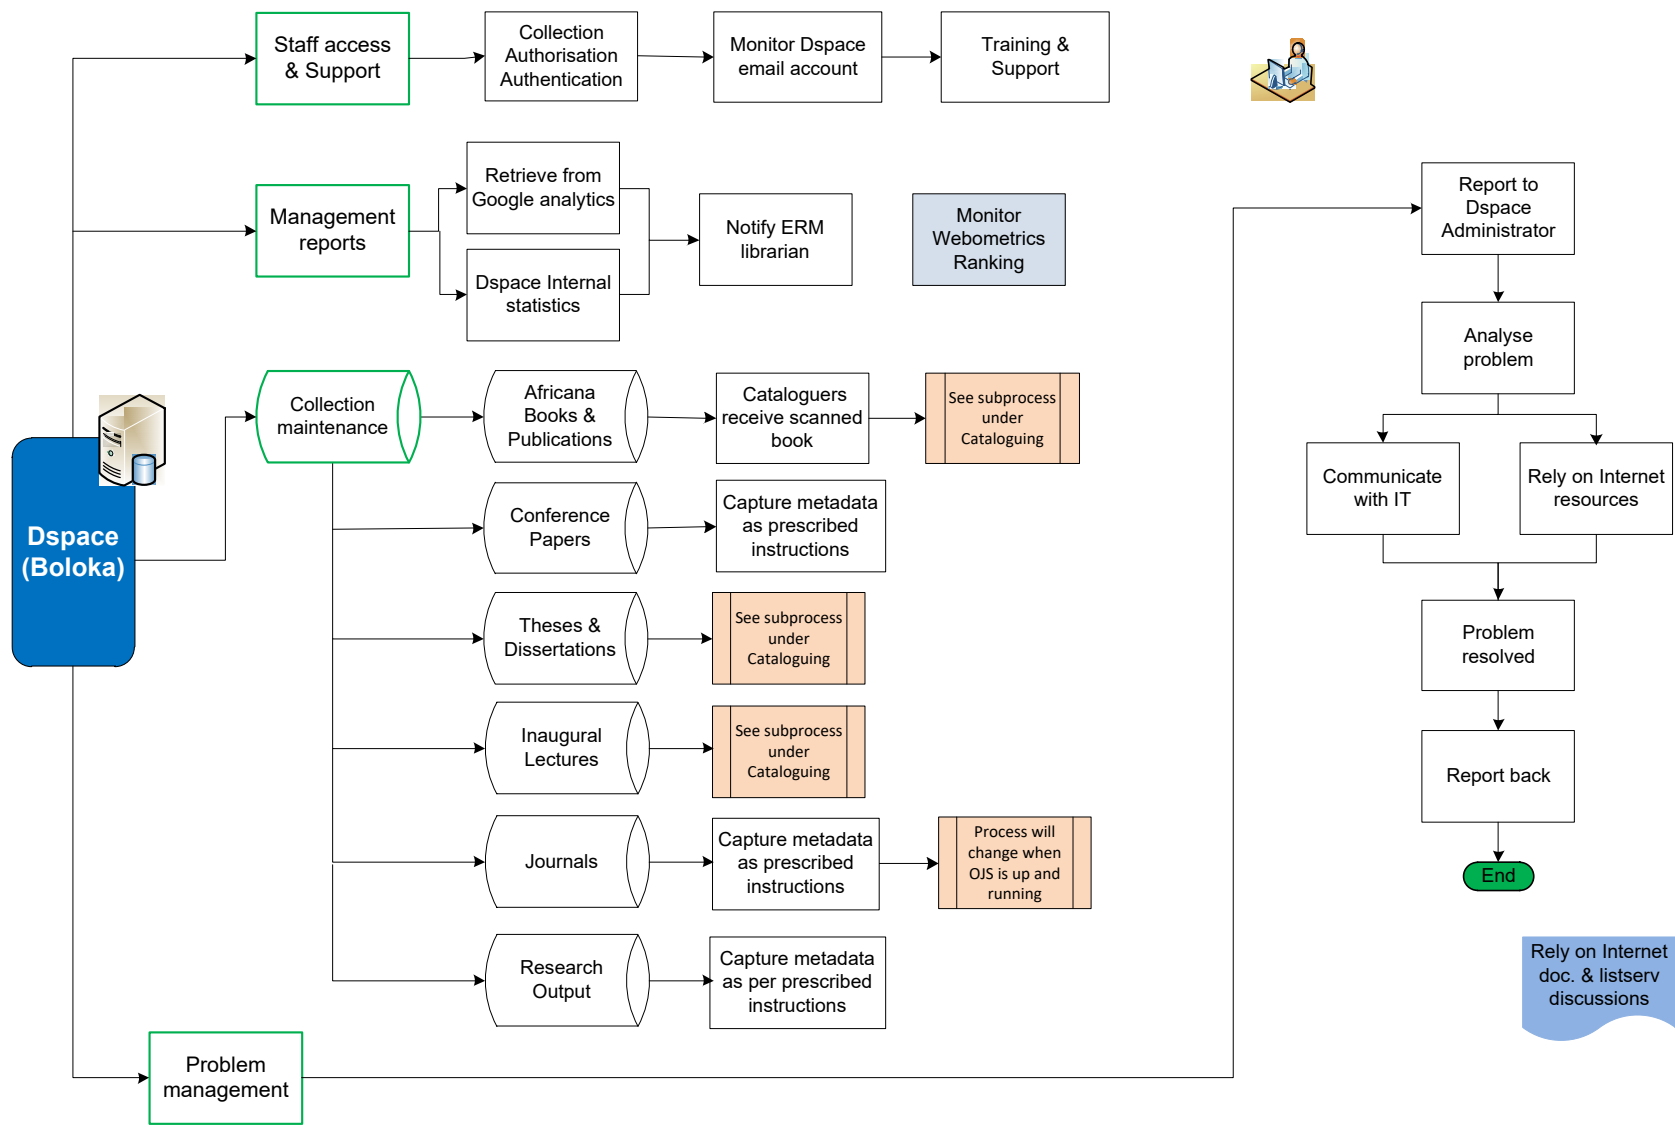 Staff access
& Support
Collection
Authorisation
Authentication
Monitor Dspace
email account
Training &
Support
Management
reports
Retrieve from
Google analytics
Dspace Internal
statistics
Notify ERM
librarian
Monitor
Webometrics
Ranking
Dspace
(Boloka)
Collection
maintenance
Africana
Books &
Publications
Cataloguers
receive scanned
book
See subprocess
under
Cataloguing
Conference
Papers
Capture metadata
as prescribed
instructions
Theses &
Dissertations
See subprocess
under
Cataloguing
Inaugural
Lectures
See subprocess
under
Cataloguing
Journals
Capture metadata
as prescribed
instructions
Process will
change when
OJS is up and
running
Research
Output
Capture metadata
as per prescribed
instructions
Problem
management
Report to
Dspace
Administrator
Analyse
problem
Communicate
with IT
Rely on Internet
resources
Problem
resolved
Report back
End
Rely on Internet
doc. & listserv
discussions